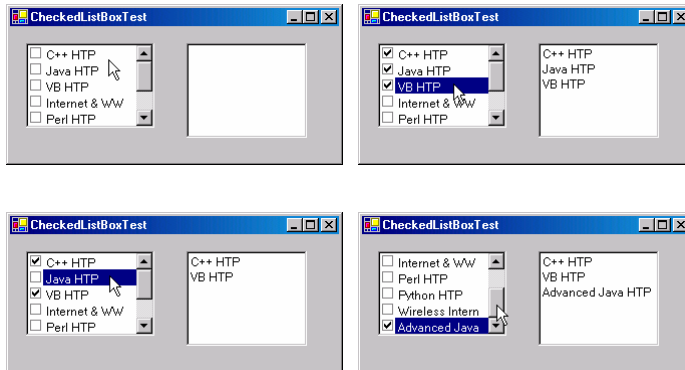 CheckedListBoxTest
C++ HTP
Java HTP
VB HTP
Internet & WW
Perl HTP
CheckedListBoxTest
C++ HTP
Java HTP
VB HTP
Internet & WW
Perl HTP
C++ HTP
Java HTP
VB HTP
CheckedListBoxTest
C++ HTP
Java HTP
VB HTP
Internet & WW
Perl HTP
C++ HTP
VB HTP
CheckedListBoxTest
Internet & WW
Perl HTP
Python HTP
Wireless Intern
Advanced Java
C++ HTP
VB HTP
Advanced Java HTP